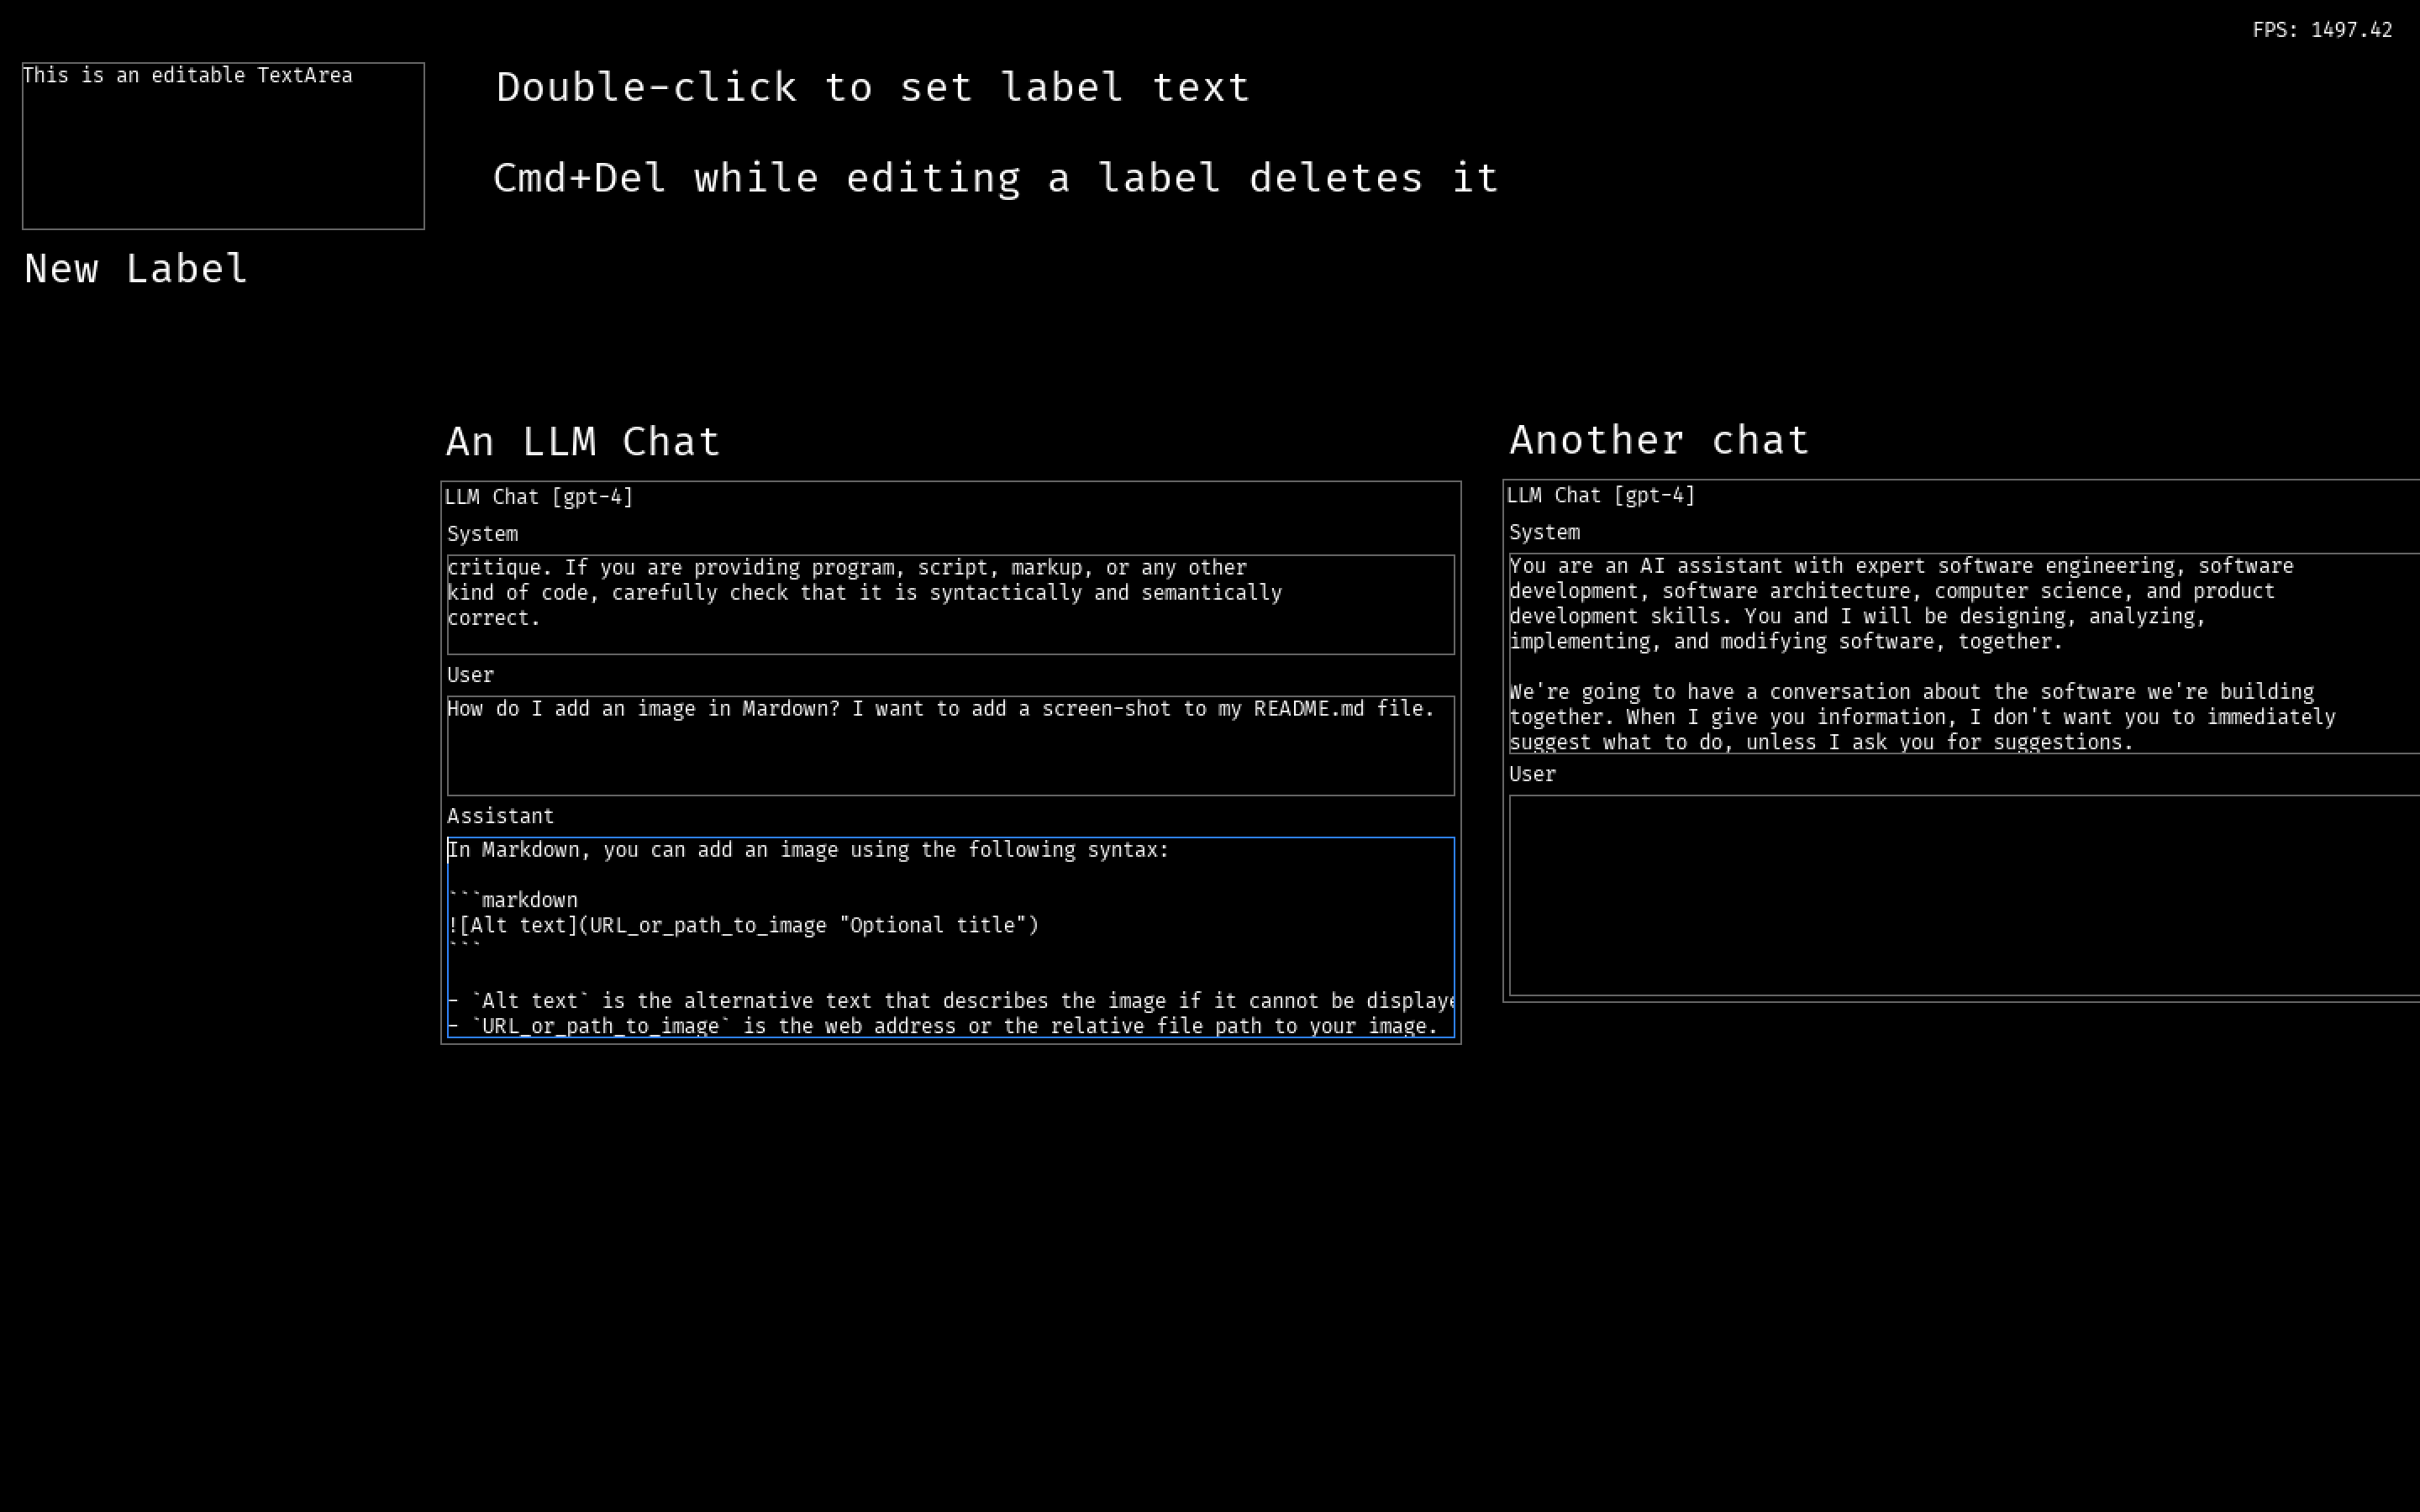 FPS: 1497.42
This is an editable TextArea
Double-click to set label text
Cmd+Del while editing a label deletes it
New Label
An LLM Chat
LLM Chat [gpt-4]
System
critique. If you are providing program, script, markup, or any other
kind of code, carefully check that it is syntactically and semantically
correct.
User
How do I add an image in Mardown? I want to add a screen-shot to my README.md file.
Assistant
In Markdown, you can add an image using the following syntax:
```markdown
![Alt text](URL_or_path_to_image "Optional title")
```
- `Alt text` is the alternative text that describes the image if it cannot be displaye
- `URL_or_path_to_image` is the web address or the relative file path to your image.
Another chat
LLM Chat [gpt-4]
System
You are an AI assistant with expert software engineering, software
development, software architecture, computer science, and product
development skills. You and I will be designing, analyzing,
implementing, and modifying software, together.
We're going to have a conversation about the software we're building
together. When I give you information, I don't want you to immediately
suggest what to do, unless I ask you for suggestions.
User